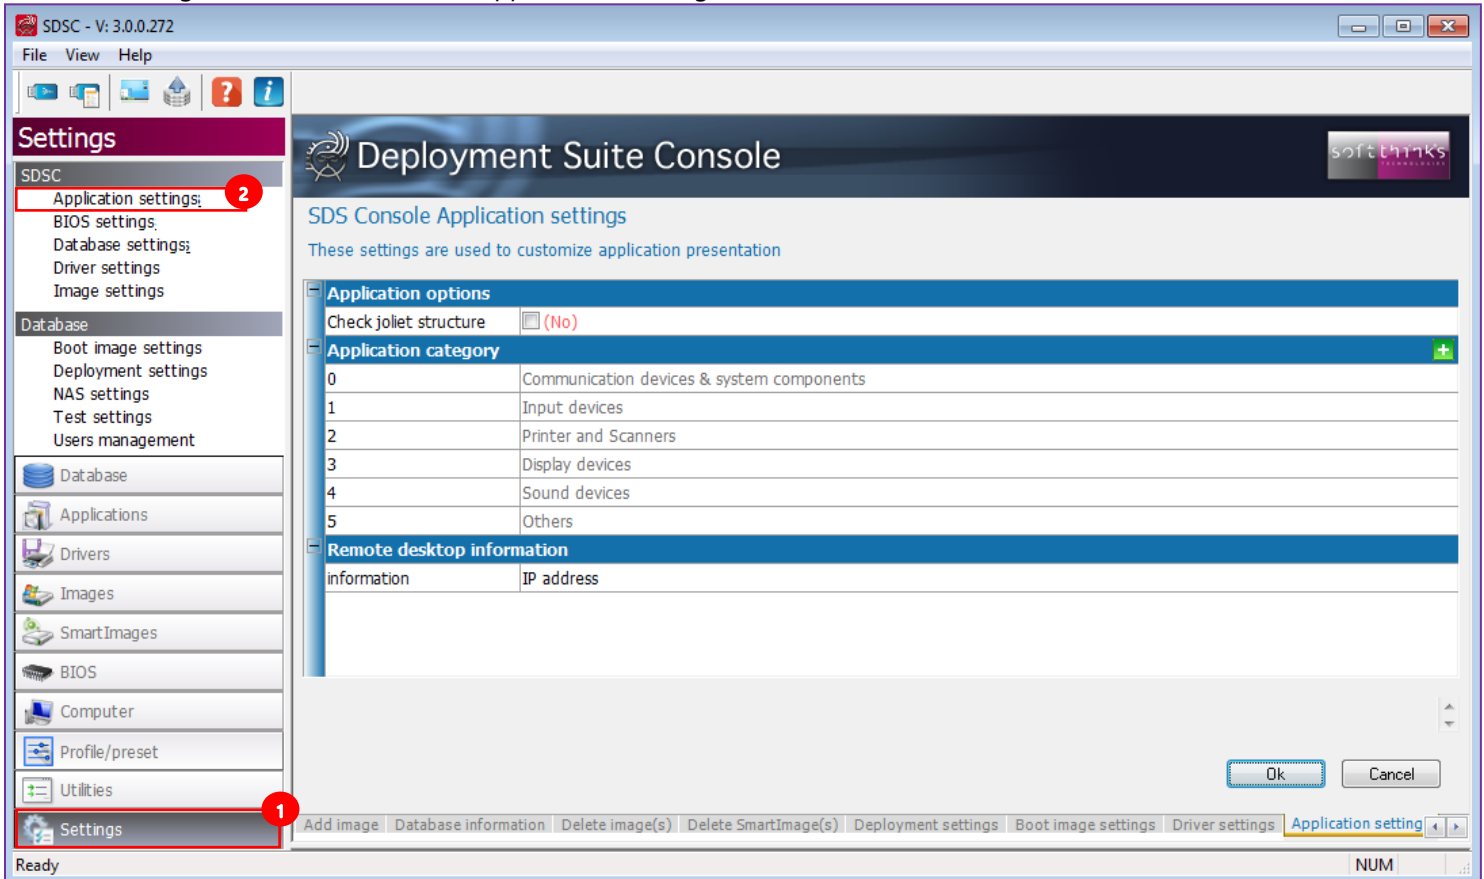 SDSC - V: 3.0.0.272
File View Help
Settings
SDSC
Application settings;
2
BIOS settings
Database settings;
Driver settings
Image settings
Database
Boot image settings
Deployment settings
NAS settings
Test settings
Users management
Database
Applications
Drivers
Images
SmartImages
BIOS
Computer
Profile/preset
Utilities
1
Settings
Deployment Suite Console
softthinks
SDS Console Application settings
These settings are used to customize application presentation
Application options
Check joliet structure (No)
Application category
0 Communication devices & system components
1 Input devices
2 Printer and Scanners
3 Display devices
4 Sound devices
5 Others
Remote desktop information
information IP address
Ok Cancel
Add image Database information Delete image(s) Delete SmartImage(s) Deployment settings Boot image settings Driver settings Application setting
Ready NUM